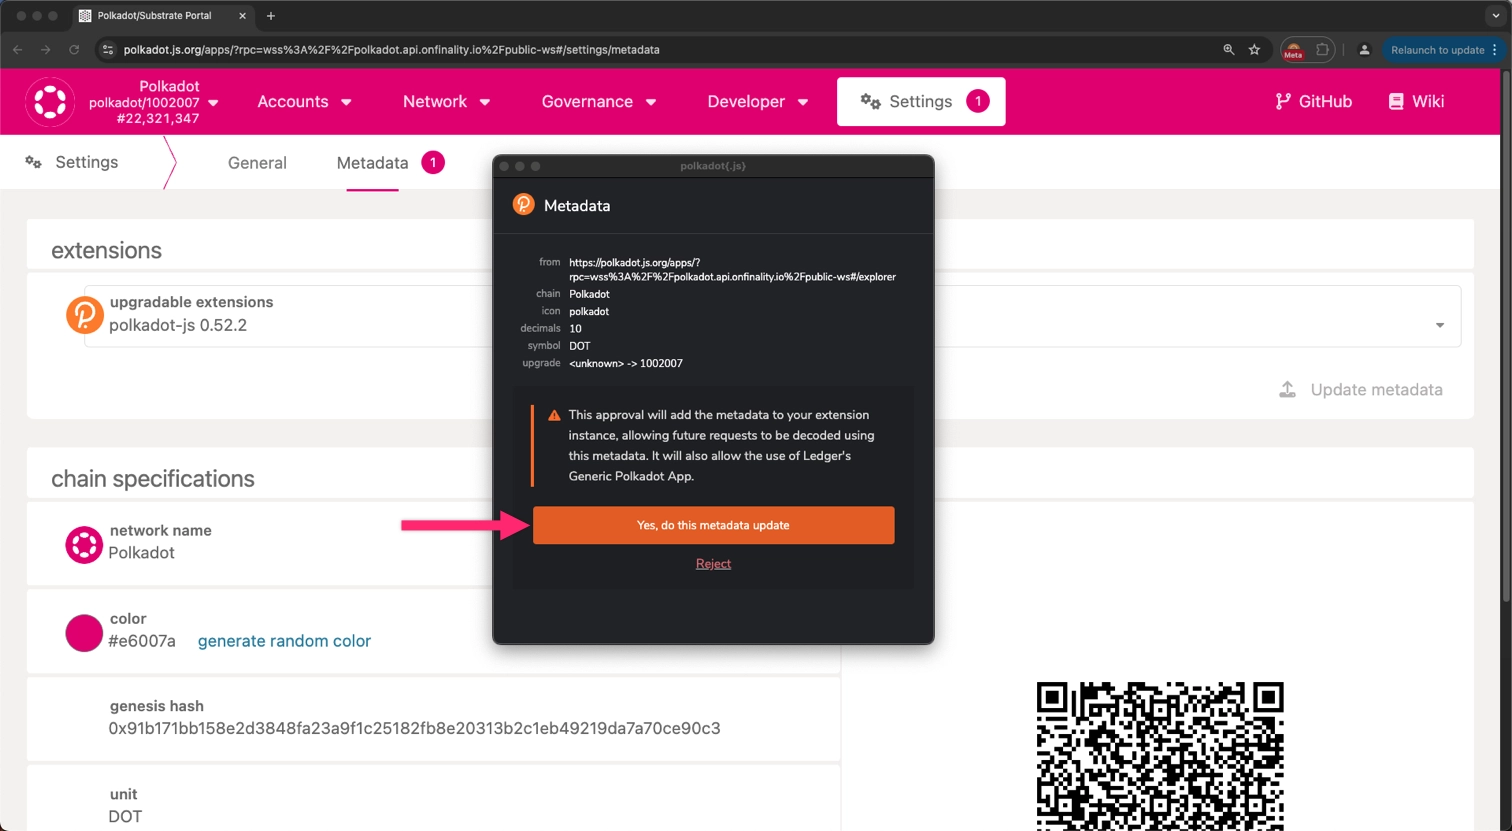 Polkadot/Substrate Portal
polkadot.js.org/apps/?rpc=wss%3A%2F%2Fpolkadot.api.onfinality.io%2Fpublic-ws#/settings/metadata
Meta
Relaunch to update
Polkadot
polkadot/1002007
#22,321,347
Accounts
Network
Governance
Developer
Settings 1
GitHub
Wiki
Settings
General
Metadata 1
polkadot{.js}
Metadata
from https://polkadot.js.org/apps/?
rpc=wss%3A%2F%2Fpolkadot.api.onfinality.io%2Fpublic-ws#/explorer
chain Polkadot
icon polkadot
decimals 10
symbol DOT
upgrade <unknown> -> 1002007
This approval will add the metadata to your extension
instance, allowing future requests to be decoded using
this metadata. It will also allow the use of Ledger's
Generic Polkadot App.
Yes, do this metadata update
Reject
extensions
upgradable extensions
polkadot-js 0.52.2
Update metadata
chain specifications
network name
Polkadot
color
#e6007a generate random color
genesis hash
0x91b171bb158e2d3848fa23a9f1c25182fb8e20313b2c1eb49219da7a70ce90c3
unit
DOT